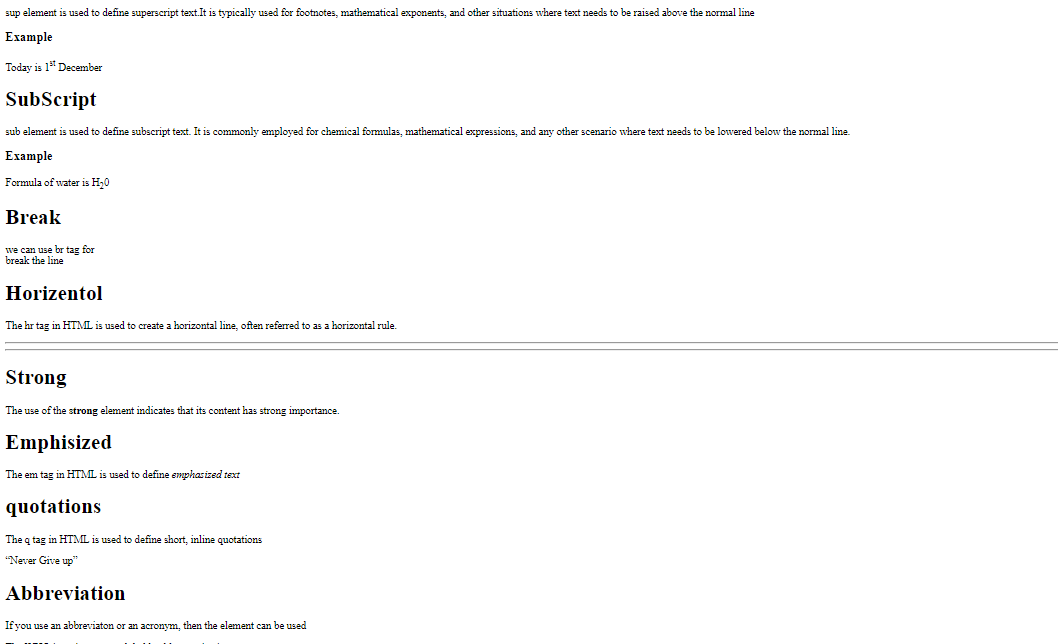 sup element is used to define superscript text.It is typically used for footnotes, mathematical exponents, and other situations where text needs to be raised above the normal line
Example
Today is 1st December
SubScript
sub element is used to define subscript text. It is commonly employed for chemical formulas, mathematical expressions, and any other scenario where text needs to be lowered below the normal line.
Example
Formula of water is H20
Break
we can use br tag for
break the line
Horizentol
The hr tag in HTML is used to create a horizontal line, often referred to as a horizontal rule.
Strong
The use of the strong element indicates that its content has strong importance.
Emphisized
The em tag in HTML is used to define emphasized text
quotations
The q tag in HTML is used to define short, inline quotations
“Never Give up”
Abbreviation
If you use an abbreviaton or an acronym, then the element can be used